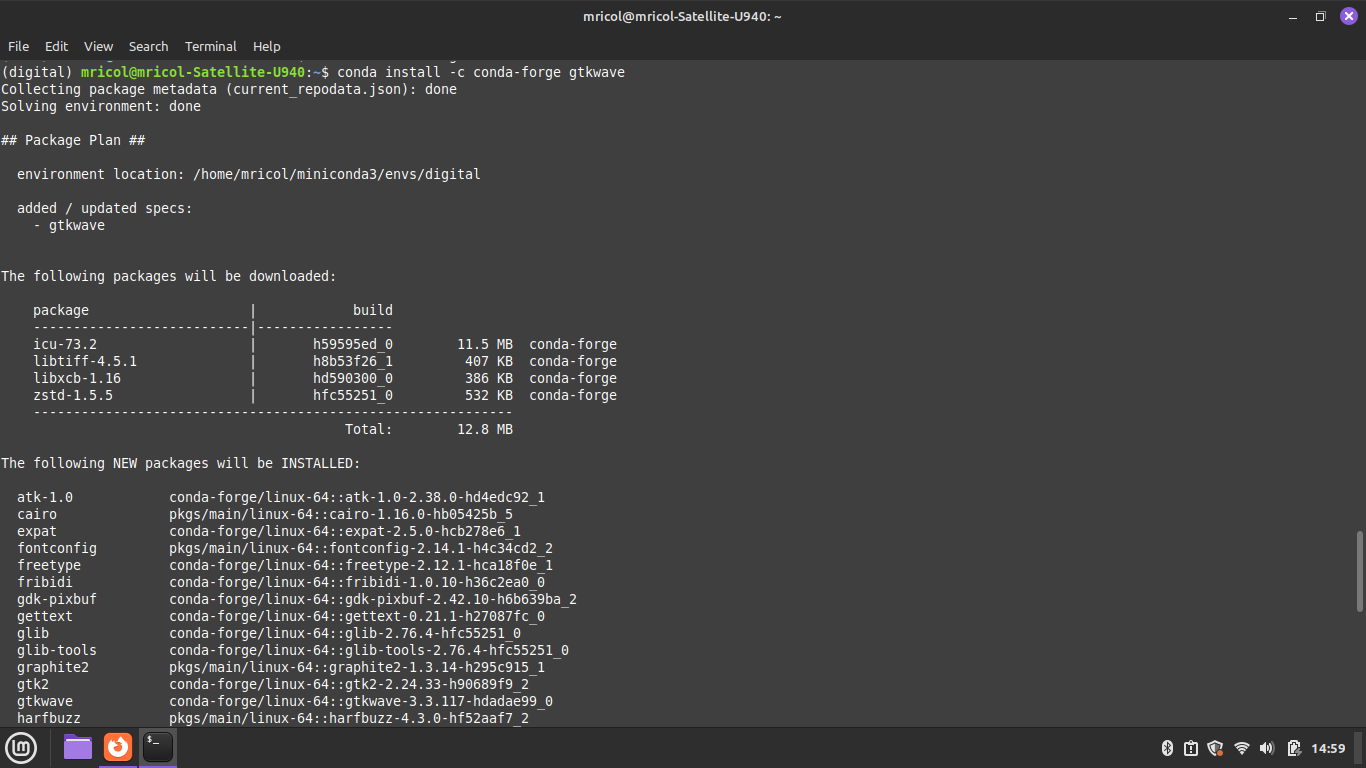 mricol@mricol-Satellite-U940: ~
File Edit View Search Terminal Help
(digital) mricol@mricol-Satellite-U940:~$ conda install -c conda-forge gtkwave
Collecting package metadata (current_repodata.json): done
Solving environment: done
## Package Plan ##
environment location: /home/mricol/miniconda3/envs/digital
added / updated specs:
- gtkwave
The following packages will be downloaded:
package | build
---------------------------|-----------------
icu-73.2 | h59595ed_0 11.5 MB conda-forge
libtiff-4.5.1 | h8b53f26_1 407 KB conda-forge
libxcb-1.16 | hd590300_0 386 KB conda-forge
zstd-1.5.5 | hfc55251_0 532 KB conda-forge
------------------------------------------------------------
Total: 12.8 MB
The following NEW packages will be INSTALLED:
atk-1.0 conda-forge/linux-64::atk-1.0-2.38.0-hd4edc92_1
cairo pkgs/main/linux-64::cairo-1.16.0-hb05425b_5
expat conda-forge/linux-64::expat-2.5.0-hcb278e6_1
fontconfig pkgs/main/linux-64::fontconfig-2.14.1-h4c34cd2_2
freetype conda-forge/linux-64::freetype-2.12.1-hca18f0e_1
fribidi conda-forge/linux-64::fribidi-1.0.10-h36c2ea0_0
gdk-pixbuf conda-forge/linux-64::gdk-pixbuf-2.42.10-h6b639ba_2
gettext conda-forge/linux-64::gettext-0.21.1-h27087fc_0
glib conda-forge/linux-64::glib-2.76.4-hfc55251_0
glib-tools conda-forge/linux-64::glib-tools-2.76.4-hfc55251_0
graphite2 pkgs/main/linux-64::graphite2-1.3.14-h295c915_1
gtk2 conda-forge/linux-64::gtk2-2.24.33-h90689f9_2
gtkwave conda-forge/linux-64::gtkwave-3.3.117-hdadae99_0
harfbuzz pkgs/main/linux-64::harfbuzz-4.3.0-hf52aaf7_2
14:59